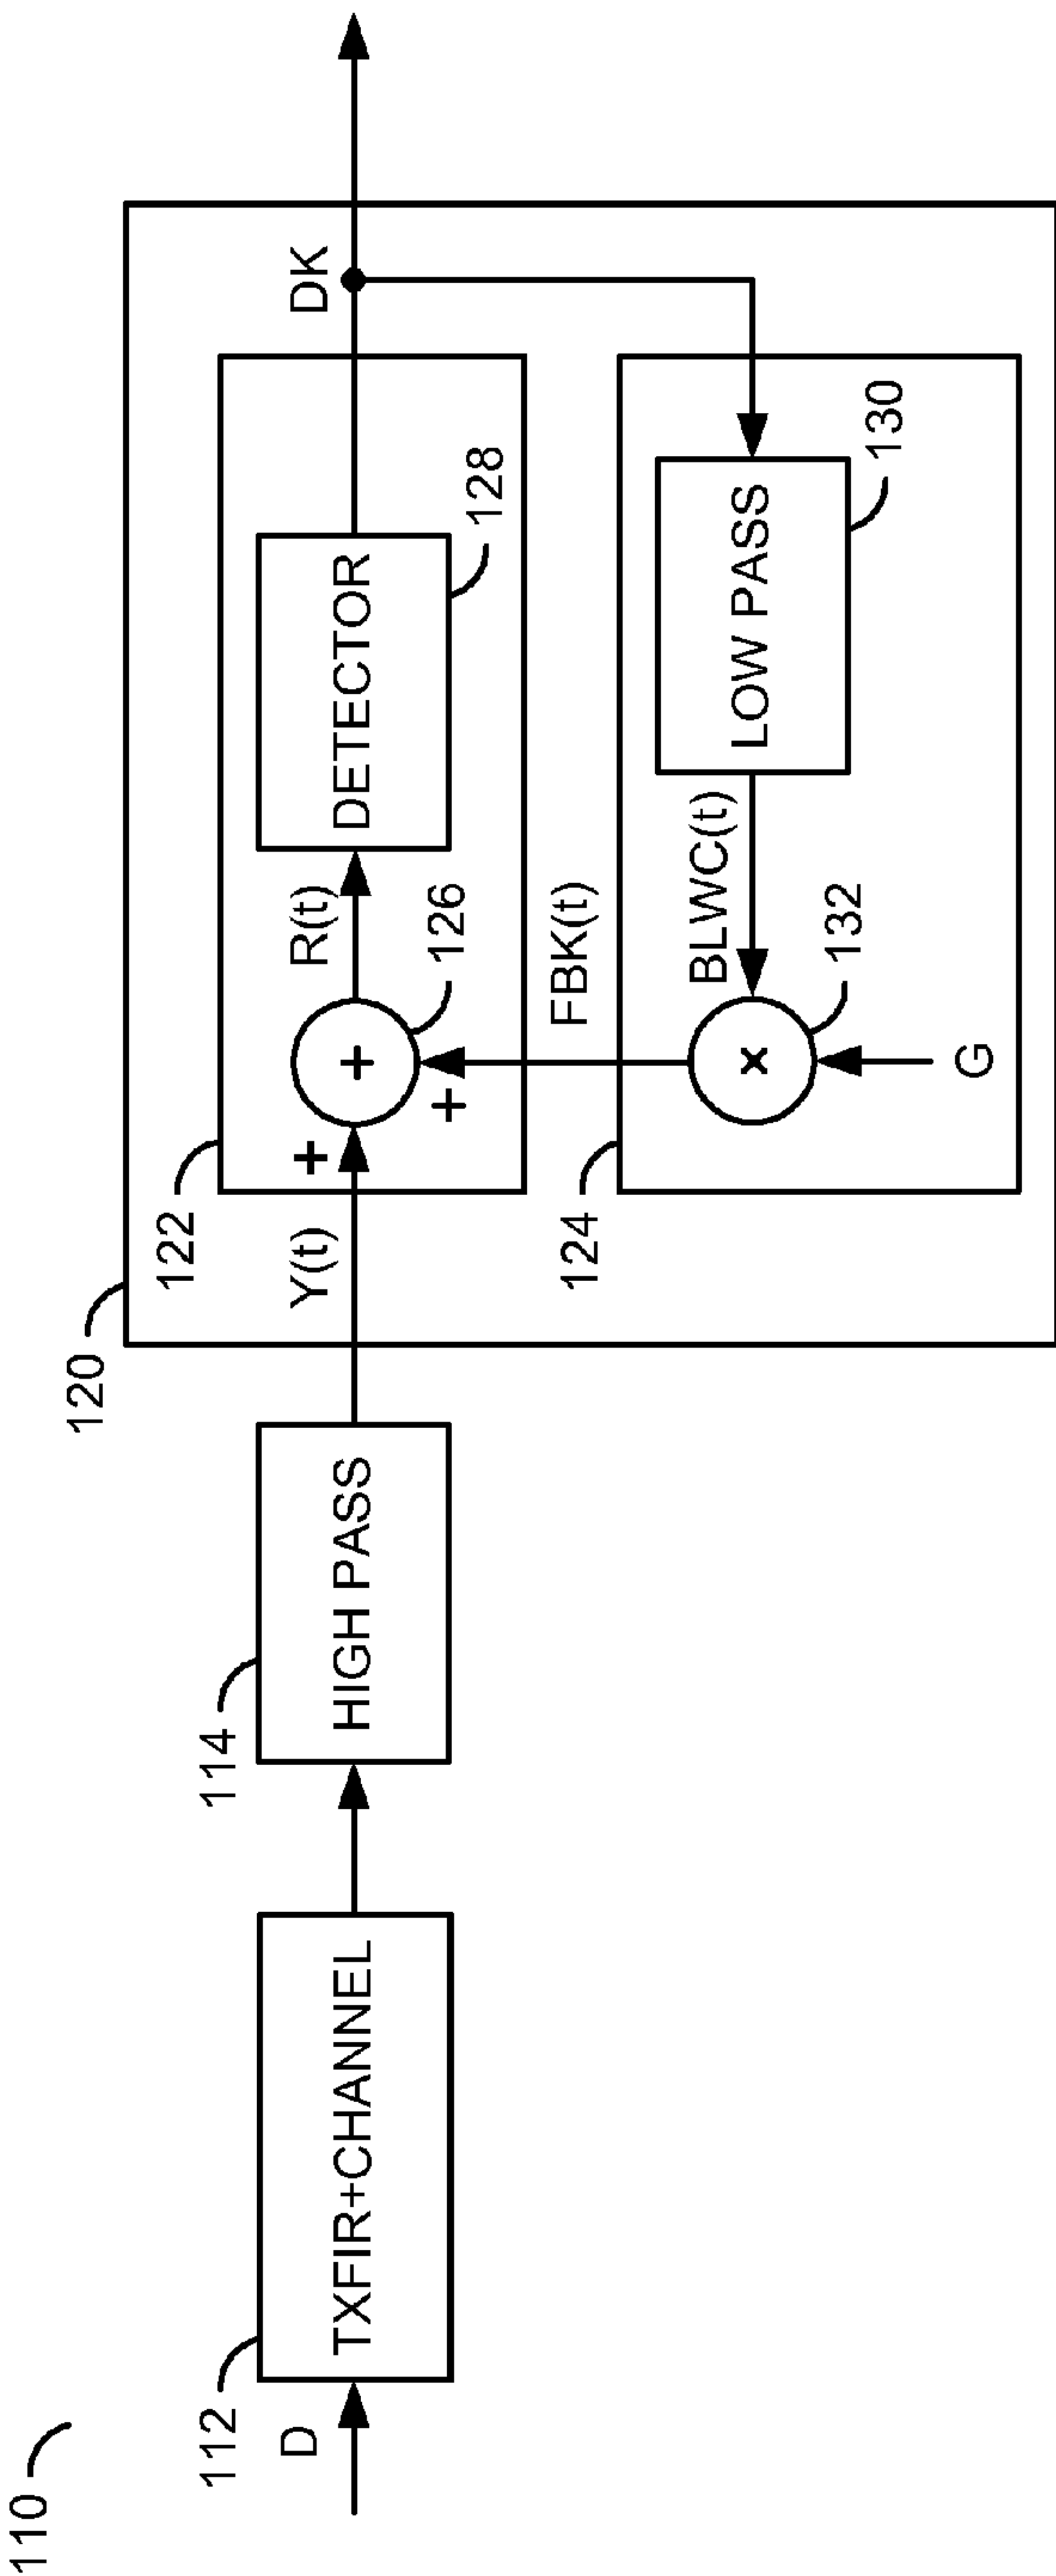 110
120
122
DK
114
112
D
TXFIR+CHANNEL
HIGH PASS
Y(t)
+
+
R(t)
DETECTOR
+
126
128
FBK(t)
124
BLWC(t)
LOW PASS
x
132
130
G